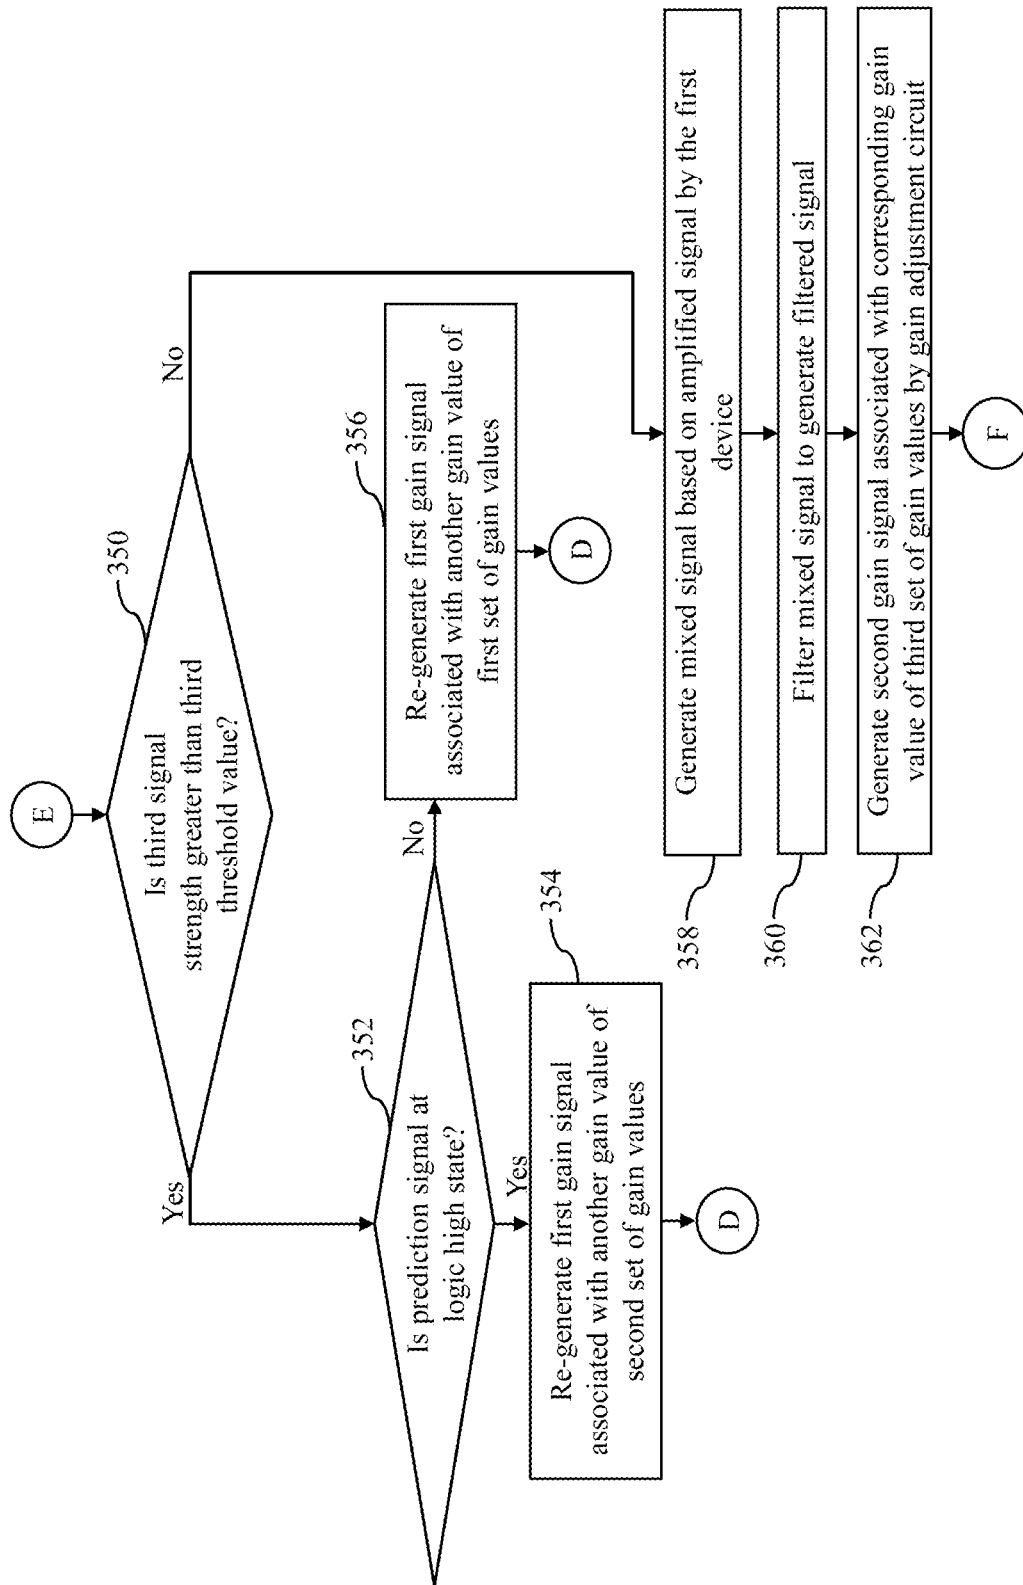 E
350
Is third signal
strength greater than third
threshold value?
Yes
No
352
Is prediction signal at
logic high state?
No
Yes
356
Re-generate first gain signal
associated with another gain value of
first set of gain values
D
354
Re-generate first gain signal
associated with another gain value of
second set of gain values
D
358
Generate mixed signal based on amplified signal by the first
device
360
Filter mixed signal to generate filtered signal
362
Generate second gain signal associated with corresponding gain
value of third set of gain values by gain adjustment circuit
F